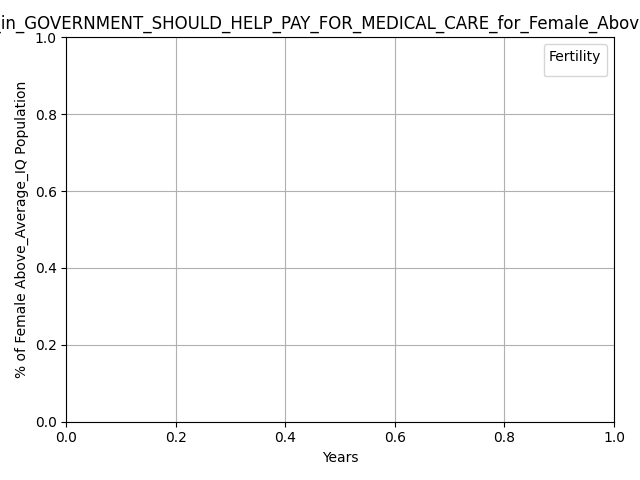 _in_GOVERNMENT_SHOULD_HELP_PAY_FOR_MEDICAL_CARE_for_Female_Abov
Fertility
1.0
0.8
0.6
0.4
0.2
0.0
% of Female Above_Average_IQ Population
0.0 0.2 0.4 0.6 0.8 1.0
Years